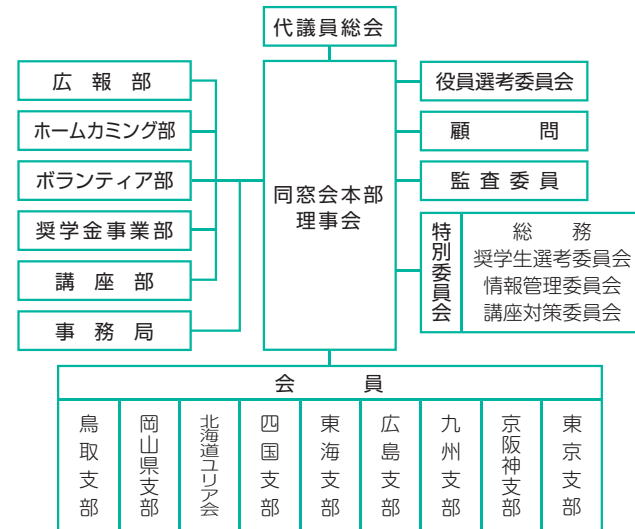 代議員総会
広報部
ホームカミング部
ボランティア部
奨学金事業部
講座部
事務局
同窓会本部
理事会
役員選考委員会
顧問
監査委員
特別委員会
総務
奨学生選考委員会
情報管理委員会
講座対策委員会
会員
鳥取支部
岡山県支部
北海道ユリア会
四国支部
東海支部
広島支部
九州支部
京阪神支部
東京支部